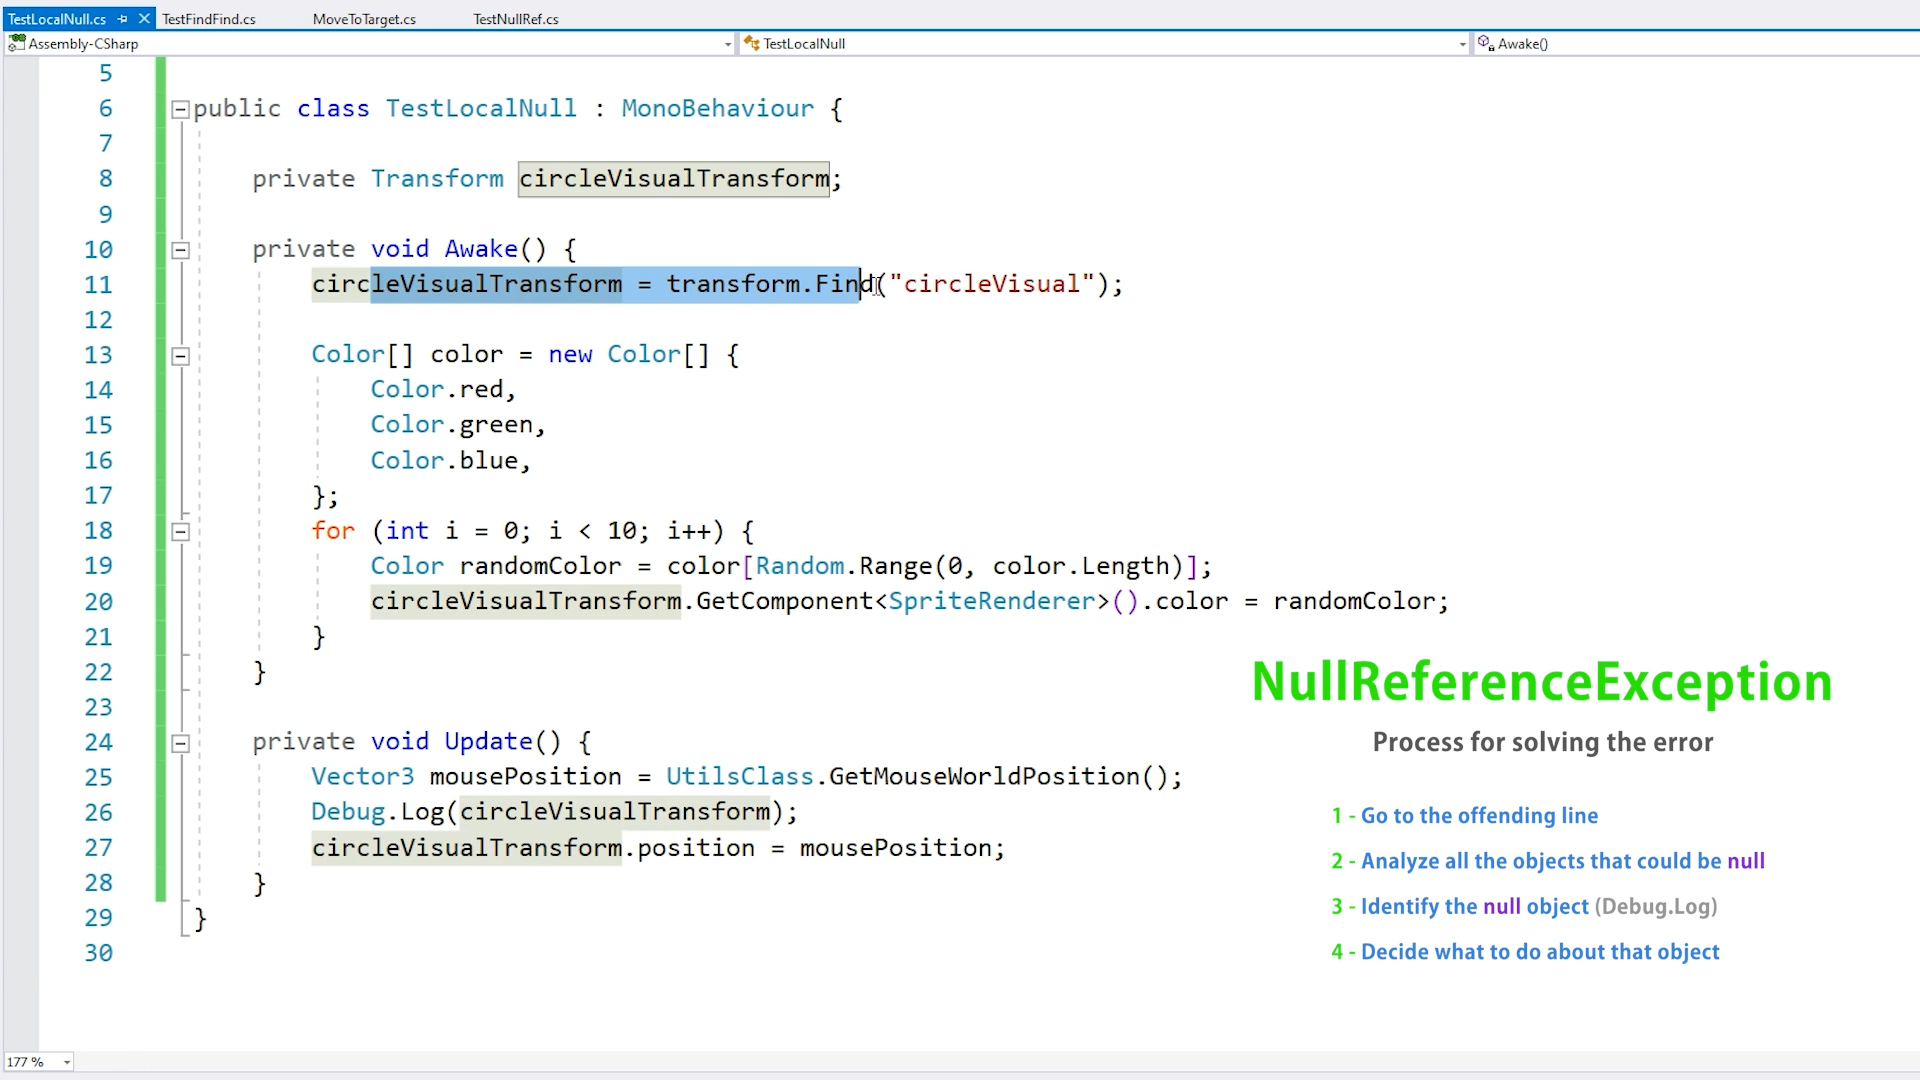 TestLocalNull.cs TestFindFind.cs MoveToTarget.cs TestNullRef.cs
Assembly-CSharp TestLocalNull Awake()
5
6 public class TestLocalNull : MonoBehaviour {
7
8 private Transform circleVisualTransform;
9
10 private void Awake() {
11 circleVisualTransform = transform.Find("circleVisual");
12
13 Color[] color = new Color[] {
14 Color.red,
15 Color.green,
16 Color.blue,
17 };
18 for (int i = 0; i < 10; i++) {
19 Color randomColor = color[Random.Range(0, color.Length)];
20 circleVisualTransform.GetComponent<SpriteRenderer>().color = randomColor;
21 }
22 }
23
24 private void Update() {
25 Vector3 mousePosition = UtilsClass.GetMouseWorldPosition();
26 Debug.Log(circleVisualTransform);
27 circleVisualTransform.position = mousePosition;
28 }
29 }
30
NullReferenceException
Process for solving the error
1 - Go to the offending line
2 - Analyze all the objects that could be null
3 - Identify the null object (Debug.Log)
4 - Decide what to do about that object
177 %